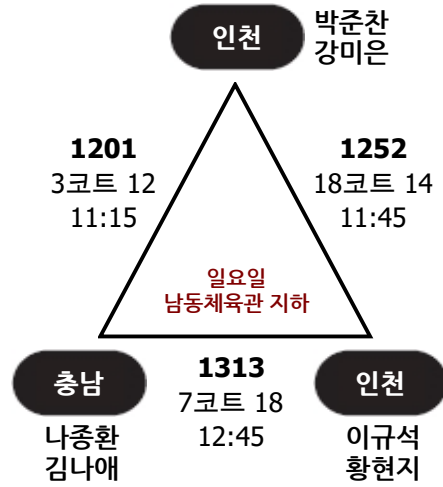 인천
박준찬
강미은
1201
3코트 12
11:15
1252
18코트 14
11:45
일요일
남동체육관 지하
충남
나종환
김나애
1313
7코트 18
12:45
인천
이규석
황현지